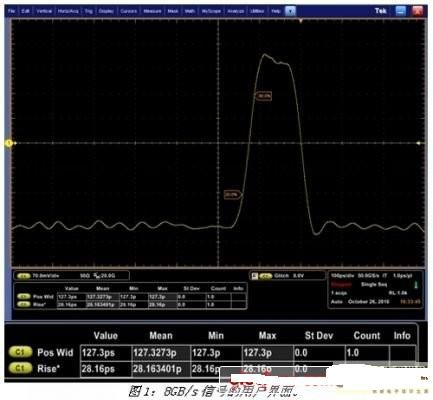 File Edit Vertical Horiz/Acq Trig Display Cursors Measure Mask Math MyScope Analyze Utilities Help Tek
80.0%
1
20.0%
C1 70.0mV/div 50Ω 20.0G
C1 Glitch 0.0V
100ps/div 50.0GS/s IT 1.0ps/pt
Stopped Single Seq
1 acqs RL:1.0k
Auto October 26, 2010
Value Mean Min Max St Dev Count Info
C1 Pos Wid 127.3ps 127.3273p 127.3p 127.3p 0.0 1.0
C1 Rise* 28.16ps 28.163401p 28.16p 28.16p 0.0 1.0
Value Mean Min Max St Dev Count Info
C1 Pos Wid 127.3ps 127.3273p 127.3p 127.3p 0.0 1.0
C1 Rise* 28.16ps 28.163401p 28.16p 28.16p 0.0
图1：8GB/s信号的用户界面。